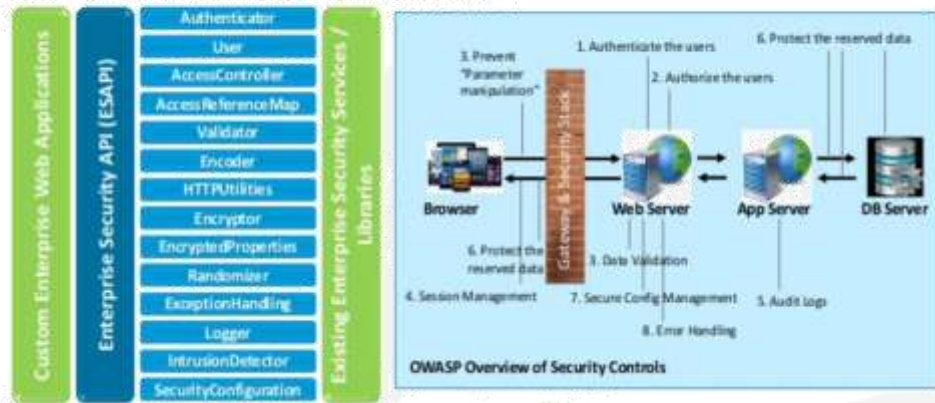 Custom Enterprise Web Applications
Enterprise Security API (ESAPI)
Authenticator
User
AccessController
AccessReferenceMap
Validator
Encoder
HTTPUtilities
Encryptor
EncryptedProperties
Randomizer
ExceptionHandling
Logger
IntrusionDetector
SecurityConfiguration
Existing Enterprise Security Services /
Libraries
1. Authenticate the users
6. Protect the reserved data
3. Prevent
"Parameter
manipulation"
2. Authorize the users
Gateway & Security Stack
Browser
Web Server
App Server
DB Server
6. Protect the
reserved data
3. Data Validation
4. Session Management
7. Secure Config Management
5. Audit Logs
8. Error Handling
OWASP Overview of Security Controls